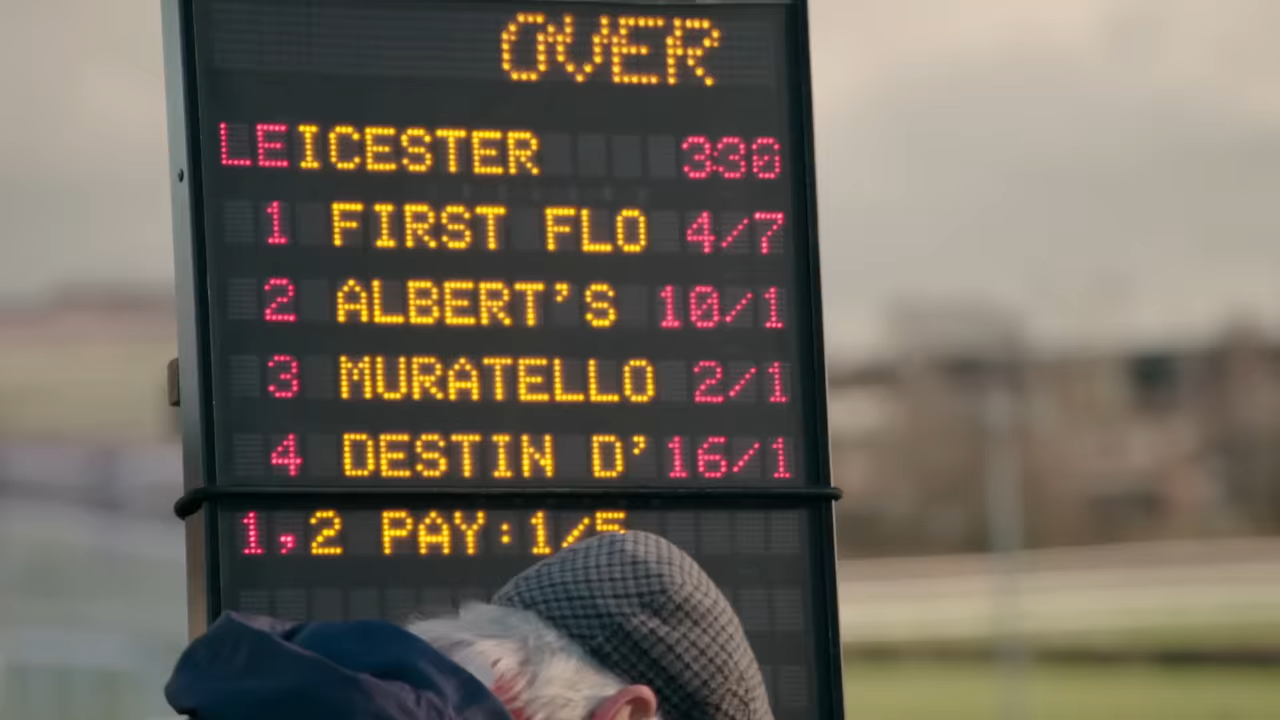 OVER
LEICESTER 330
1 FIRST FLO 4/7
2 ALBERT'S 10/1
3 MURATELLO 2/1
4 DESTIN D' 16/1
1,2 PAY:1/5